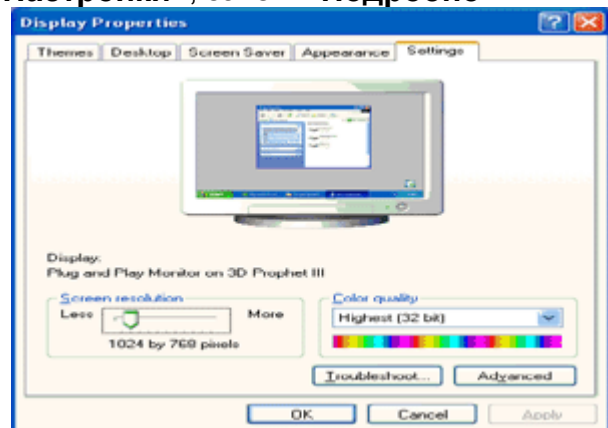 Display Properties
Themes Desktop Screen Saver Appearance Settings
Display:
Plug and Play Monitor on 3D Prophet III
Screen resolution Color quality
Less More Highest (32 bit)
1024 by 768 pixels
Troubleshoot... Advanced
OK Cancel Apply